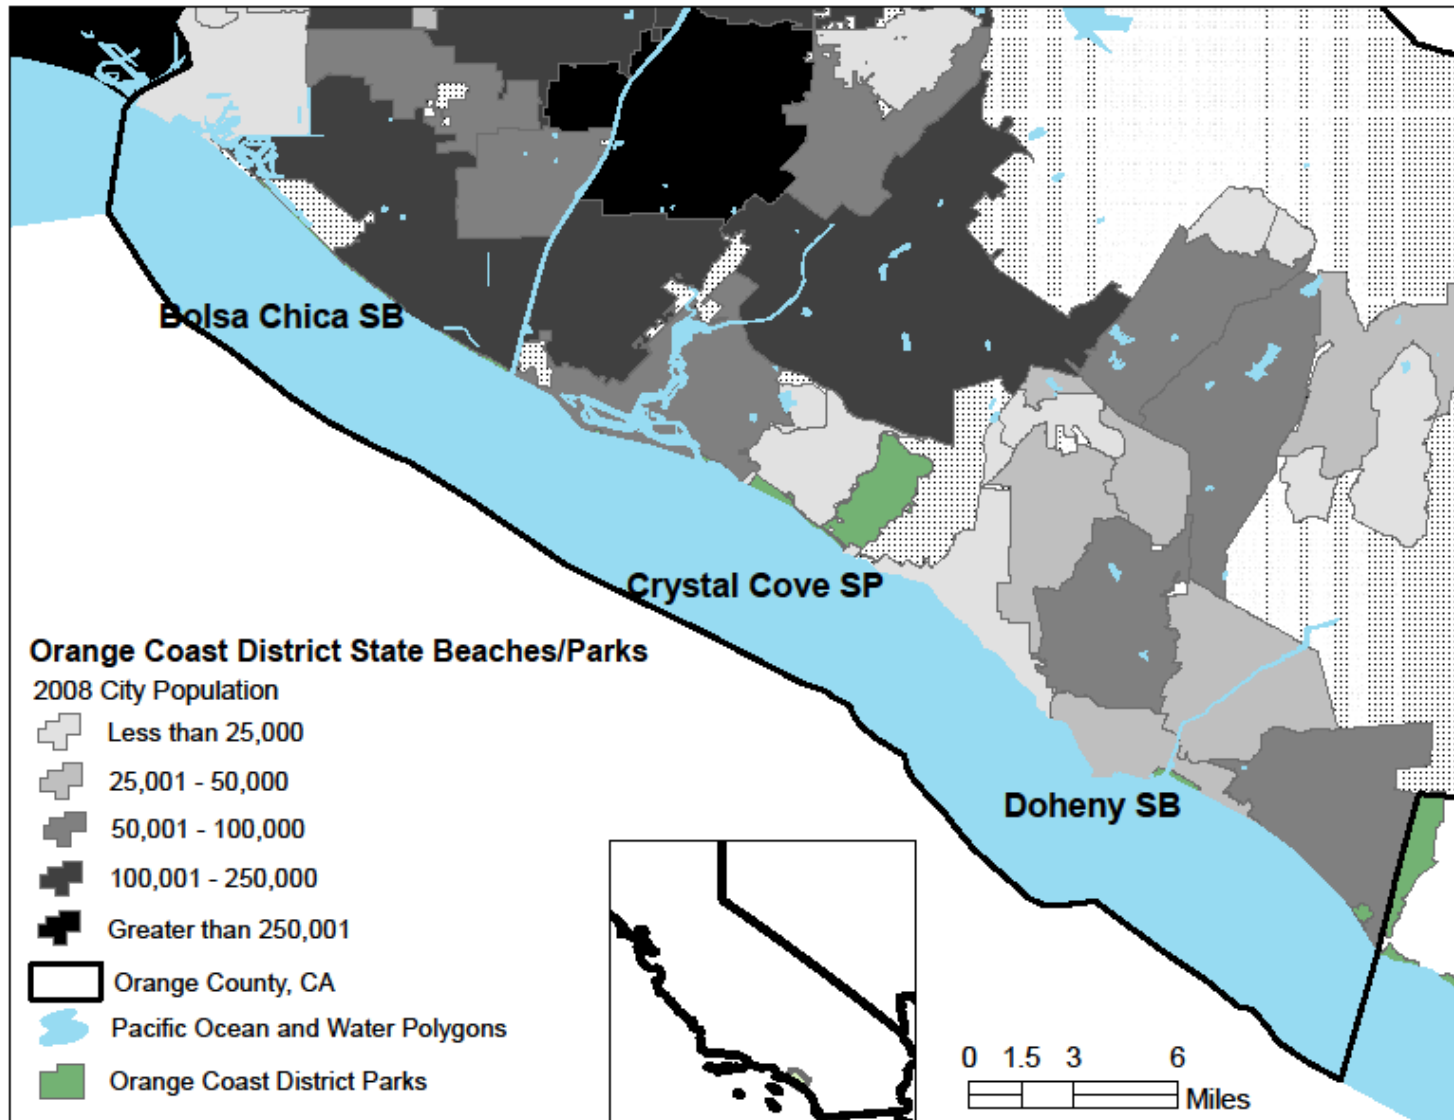 Bolsa Chica SB
Crystal Cove SP
Doheny SB
Orange Coast District State Beaches/Parks
2008 City Population
Less than 25,000
25,001 - 50,000
50,001 - 100,000
100,001 - 250,000
Greater than 250,001
Orange County, CA
Pacific Ocean and Water Polygons
Orange Coast District Parks
0 1.5 3 6
Miles